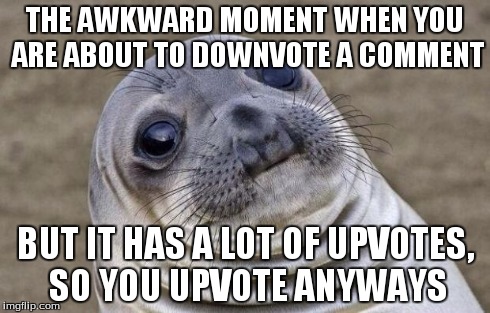 THE AWKWARD MOMENT WHEN YOU
ARE ABOUT TO DOWNVOTE A COMMENT
BUT IT HAS A LOT OF UPVOTES,
SO YOU UPVOTE ANYWAYS
imgflip.com